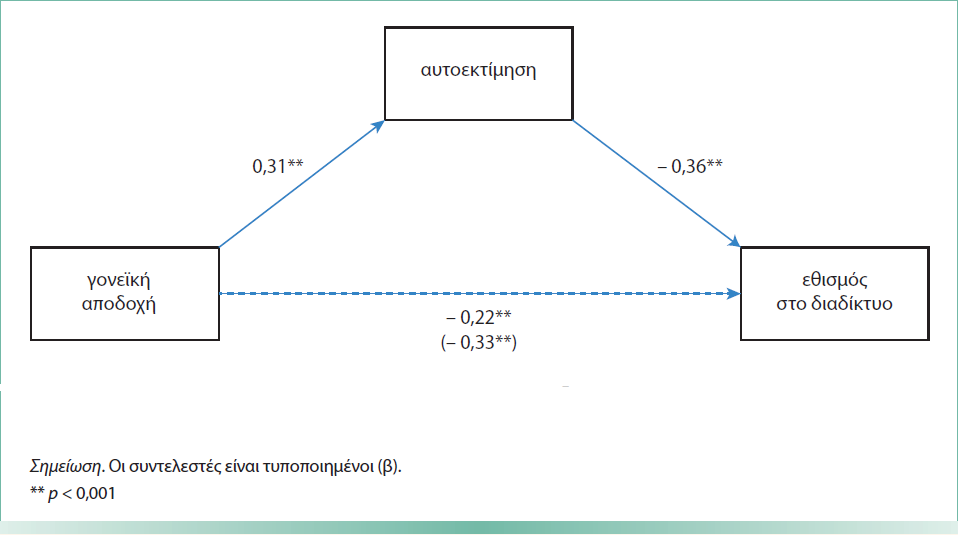 αυτοεκτίμηση
0,31**
– 0,36**
γονεϊκή
αποδοχή
εθισμός
στο διαδίκτυο
– 0,22**
(– 0,33**)
Σημείωση. Οι συντελεστές είναι τυποποιημένοι (β).
** p < 0,001